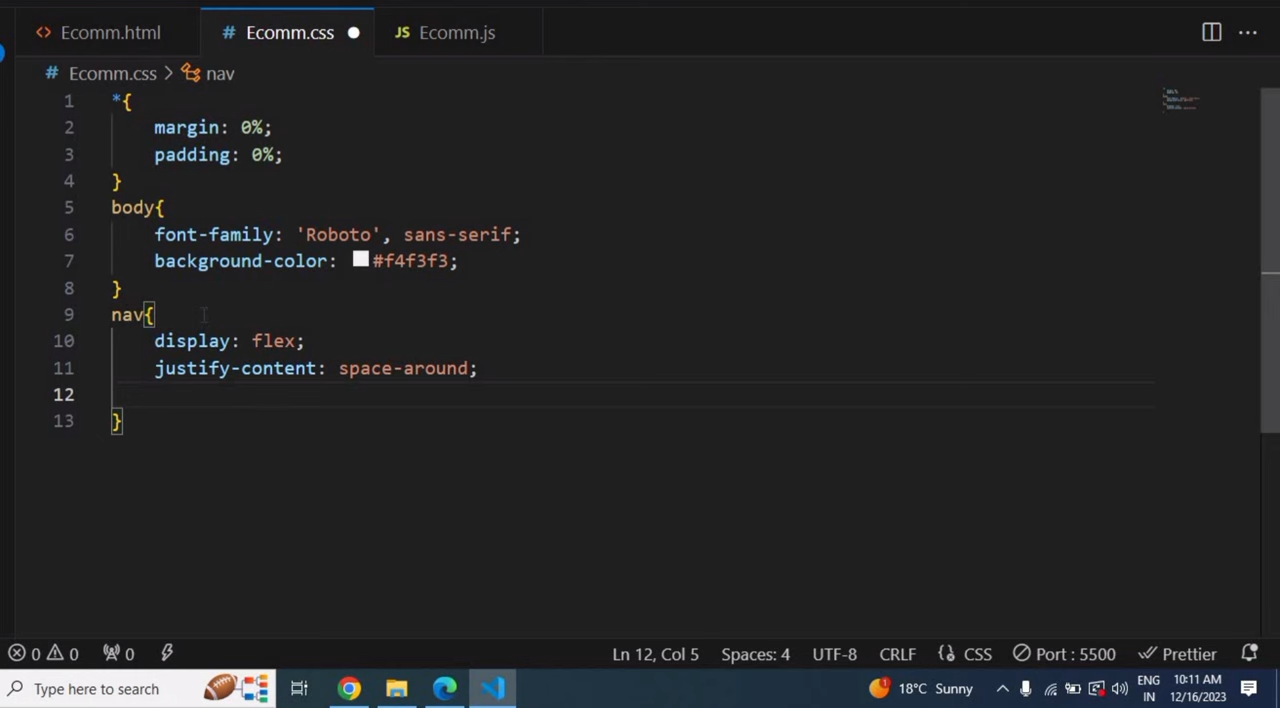 Ecomm.html Ecomm.css JS Ecomm.js
# Ecomm.css > nav
1 *{
2 margin: 0%;
3 padding: 0%;
4 }
5 body{
6 font-family: 'Roboto', sans-serif;
7 background-color: #f4f3f3;
8 }
9 nav{
10 display: flex;
11 justify-content: space-around;
12
13 }
0 0 0 Ln 12, Col 5 Spaces: 4 UTF-8 CRLF CSS Port : 5500 Prettier
Type here to search 18°C Sunny ENG IN 10:11 AM 12/16/2023